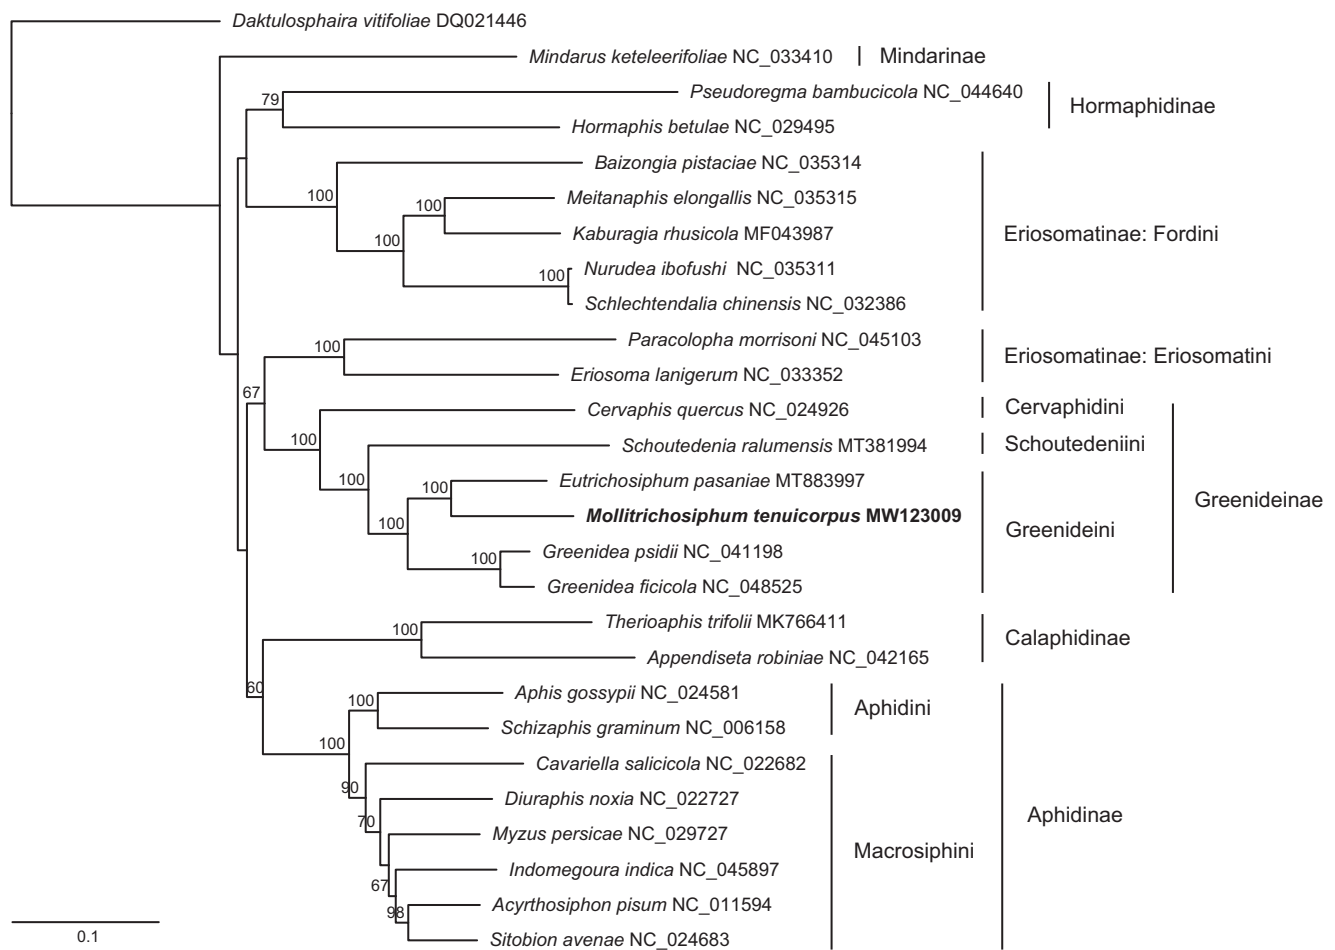 Daktulosphaira vitifoliae DQ021446
Mindarus keteleerifoliae NC_033410
Mindarinae
79
Pseudoregma bambucicola NC_044640
Hormaphidinae
Hormaphis betulae NC_029495
Baizongia pistaciae NC_035314
100
100
Meitanaphis elongallis NC_035315
100
Kaburagia rhusicola MF043987
Eriosomatinae: Fordini
100
Nurudea ibofushi NC_035311
Schlechtendalia chinensis NC_032386
100
Paracolopha morrisoni NC_045103
Eriosomatinae: Eriosomatini
Eriosoma lanigerum NC_033352
67
Cervaphis quercus NC_024926
Cervaphidini
100
Schoutedenia ralumensis MT381994
Schoutedeniini
100
100
Eutrichosiphum pasaniae MT883997
Greenideinae
Mollitrichosiphum tenuicorpus MW123009
100
Greenideini
100
Greenidea psidii NC_041198
Greenidea ficicola NC_048525
100
Therioaphis trifolii MK766411
Calaphidinae
Appendiseta robiniae NC_042165
60
100
Aphis gossypii NC_024581
Aphidini
Schizaphis graminum NC_006158
100
Cavariella salicicola NC_022682
90
Diuraphis noxia NC_022727
Aphidinae
70
Myzus persicae NC_029727
Macrosiphini
Indomegoura indica NC_045897
67
Acyrthosiphon pisum NC_011594
98
Sitobion avenae NC_024683
0.1